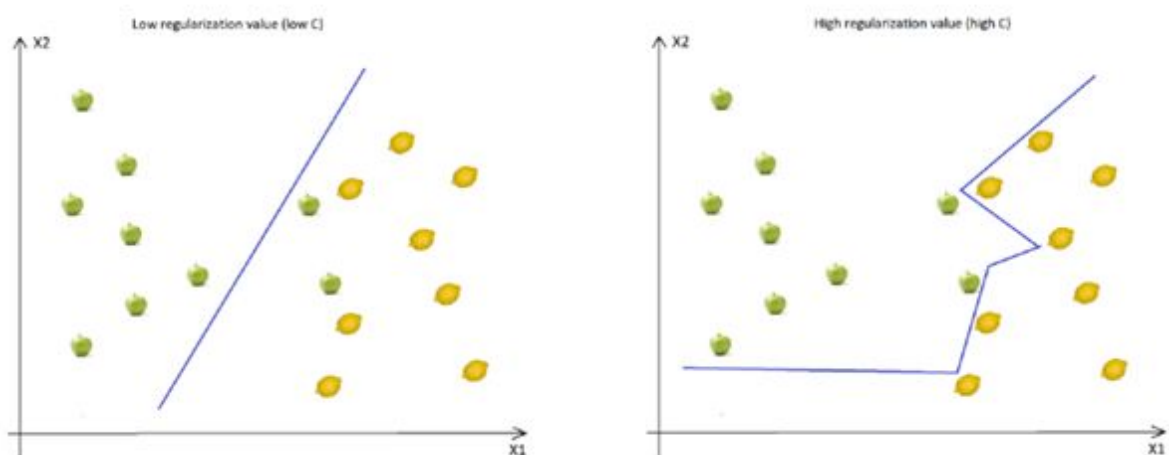 Low regularization value (low C)
X2
X1
High regularization value (high C)
X2
X1